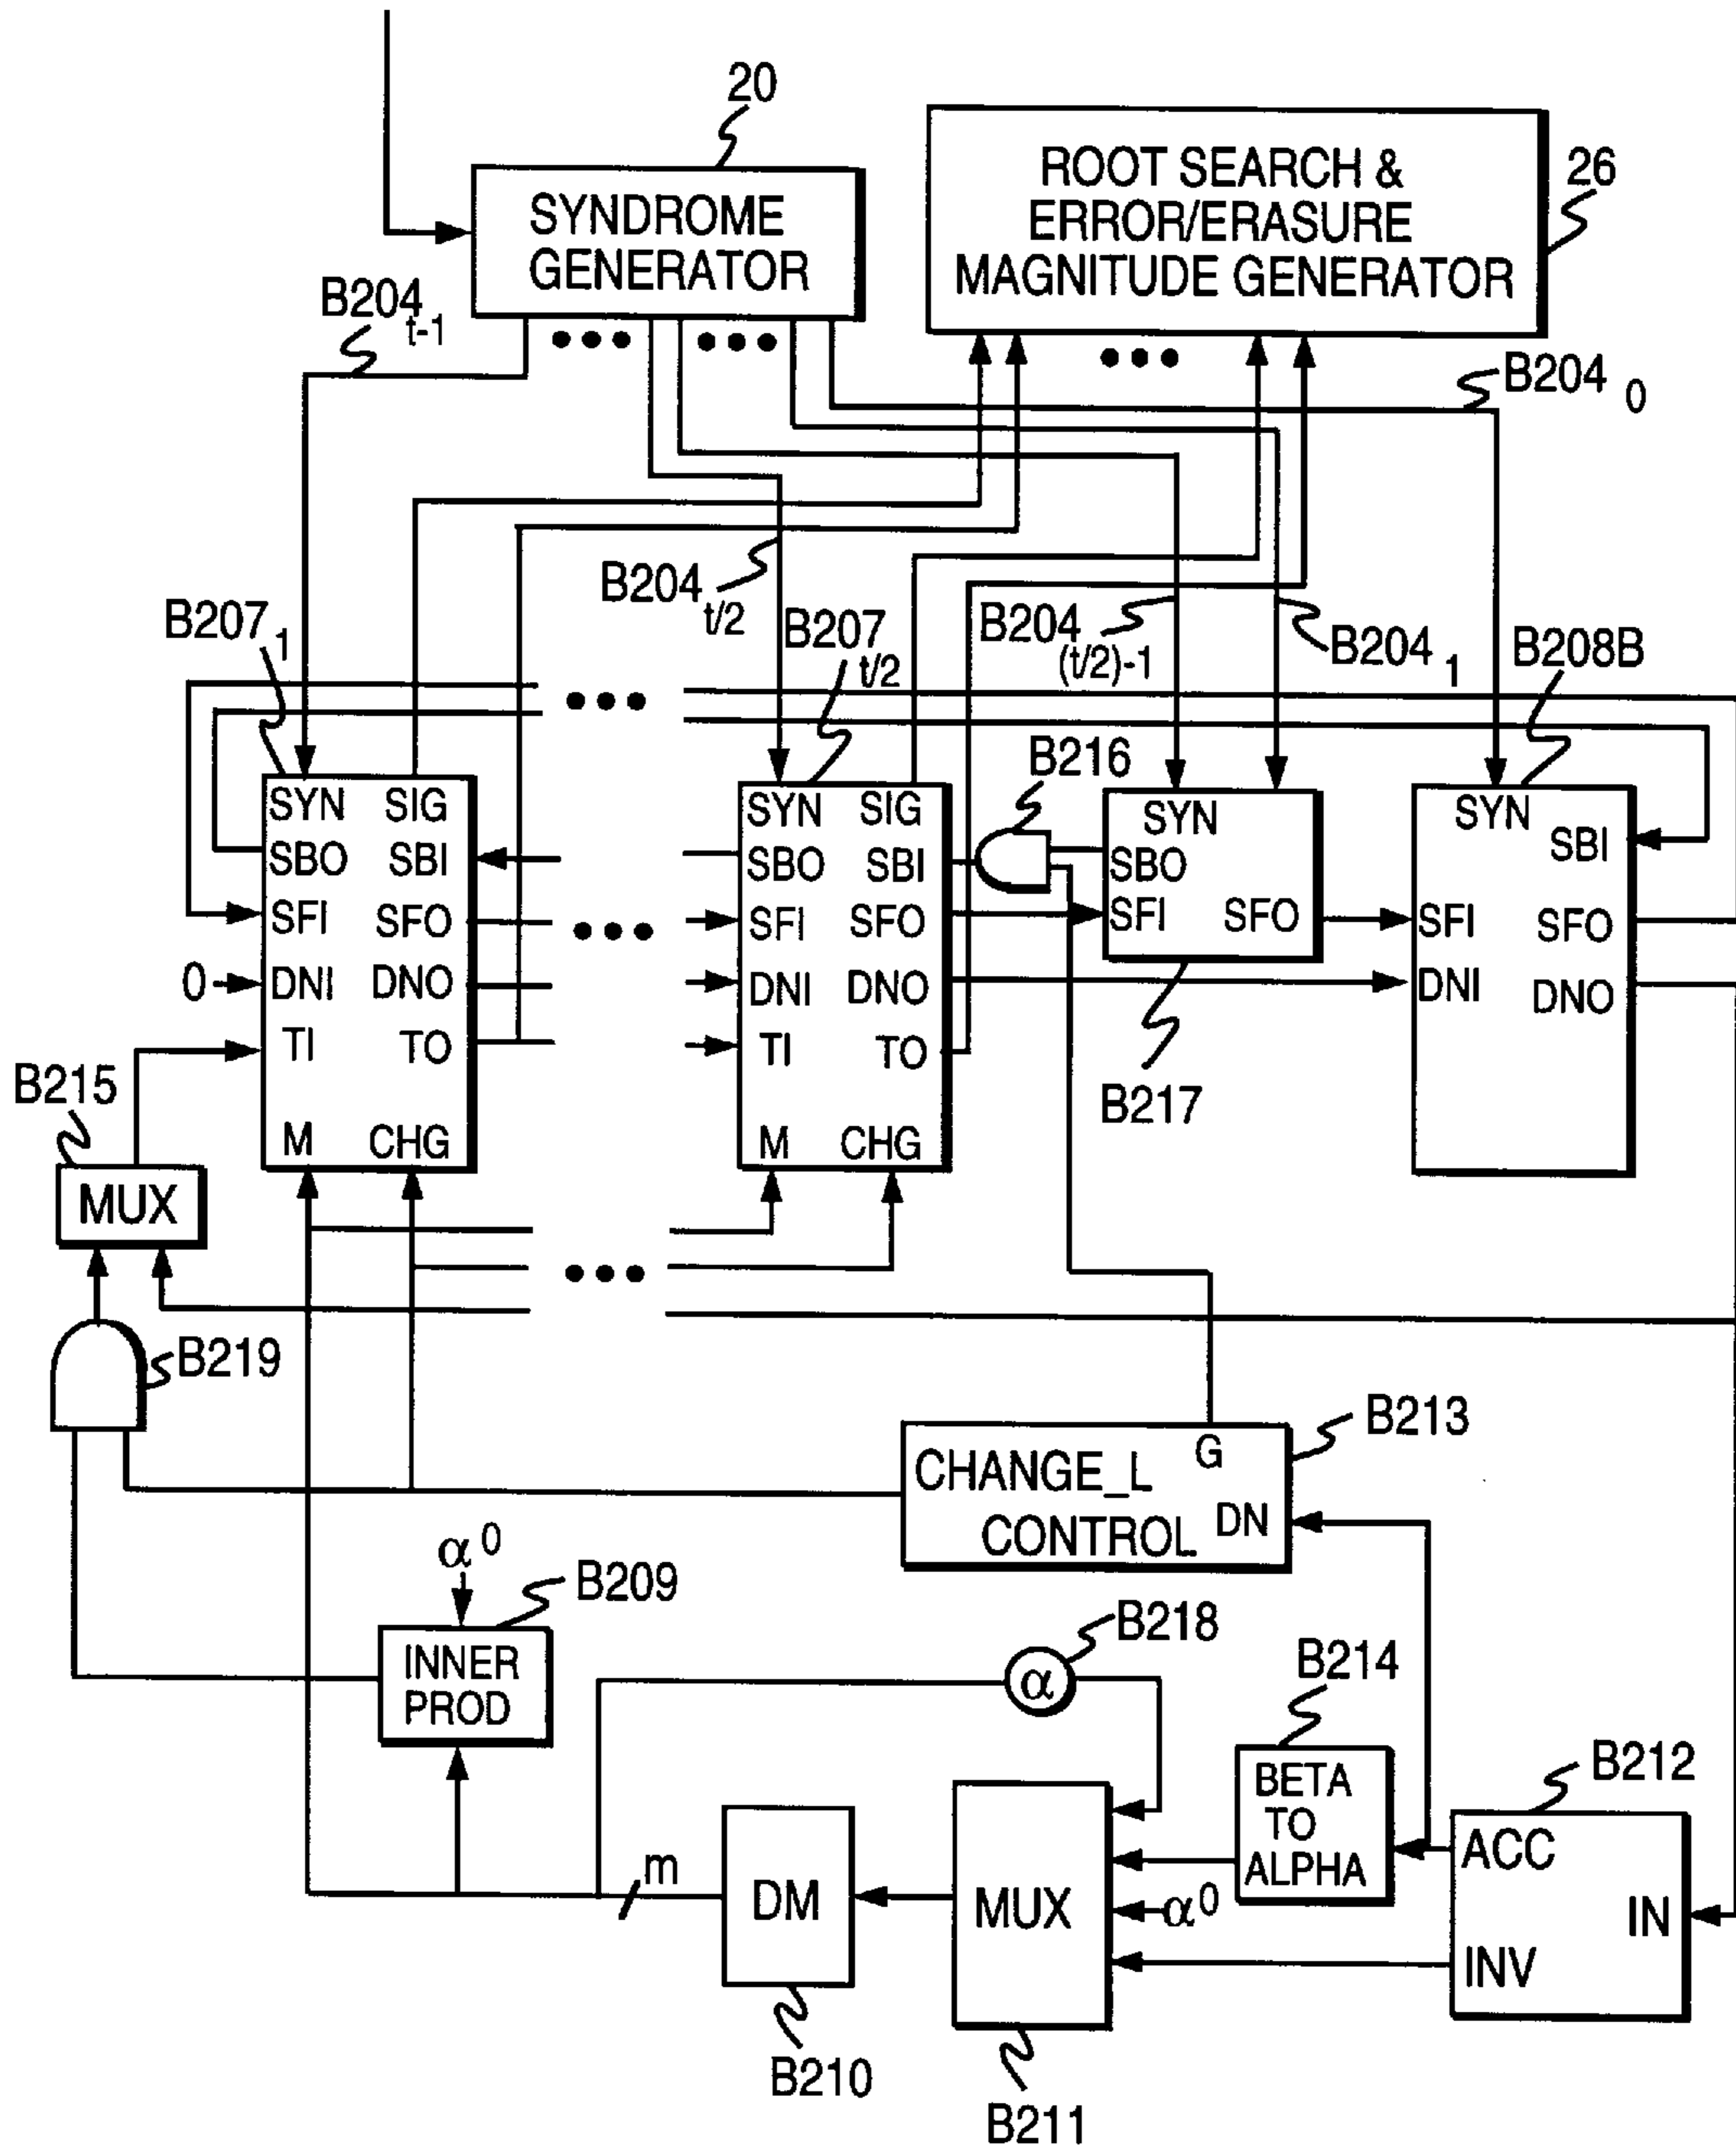 20
SYNDROME
GENERATOR
ROOT SEARCH &
ERROR/ERASURE
MAGNITUDE GENERATOR
26
B204 t-1
B204 0
B204 t/2
B204 (t/2)-1
B204 1
B207 1
B207 t/2
B208B
B216
SYN SIG
SBO SBI
SFI SFO
0 DNI DNO
TI TO
M CHG
SYN SIG
SBO SBI
SFI SFO
DNI DNO
TI TO
M CHG
SYN
SBO
SFI SFO
B217
SYN
SBI
SFI SFO
DNI DNO
B215
MUX
B219
B213
G
CHANGE_L
CONTROL DN
α0
B209
INNER
PROD
B218
α
B214
BETA
TO
ALPHA
B212
ACC
IN
INV
m
DM
MUX
α0
B210
B211